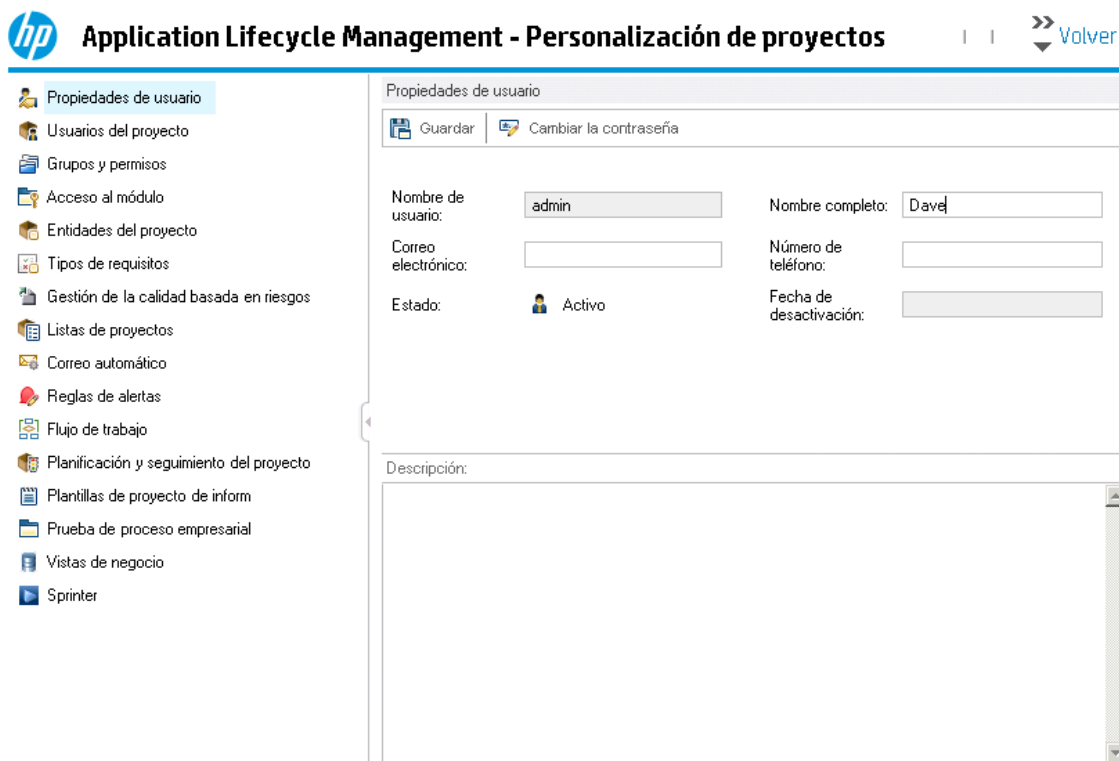 hp
Application Lifecycle Management - Personalización de proyectos
Volver
Propiedades de usuario
Usuarios del proyecto
Grupos y permisos
Acceso al módulo
Entidades del proyecto
Tipos de requisitos
Gestión de la calidad basada en riesgos
Listas de proyectos
Correo automático
Reglas de alertas
Flujo de trabajo
Planificación y seguimiento del proyecto
Plantillas de proyecto de inform
Prueba de proceso empresarial
Vistas de negocio
Sprinter
Propiedades de usuario
Guardar
Cambiar la contraseña
Nombre de
usuario:
admin
Nombre completo:
Dave
Correo
electrónico:
Número de
teléfono:
Estado:
Activo
Fecha de
desactivación:
Descripción: